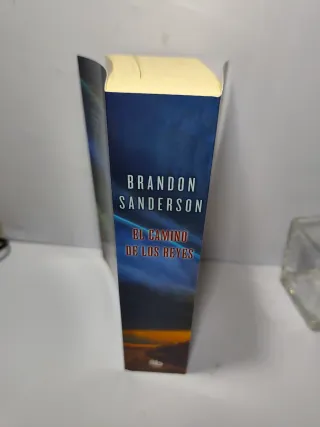 BRANDON
SANDERSON
EL CAMINO
DE LOS REYES